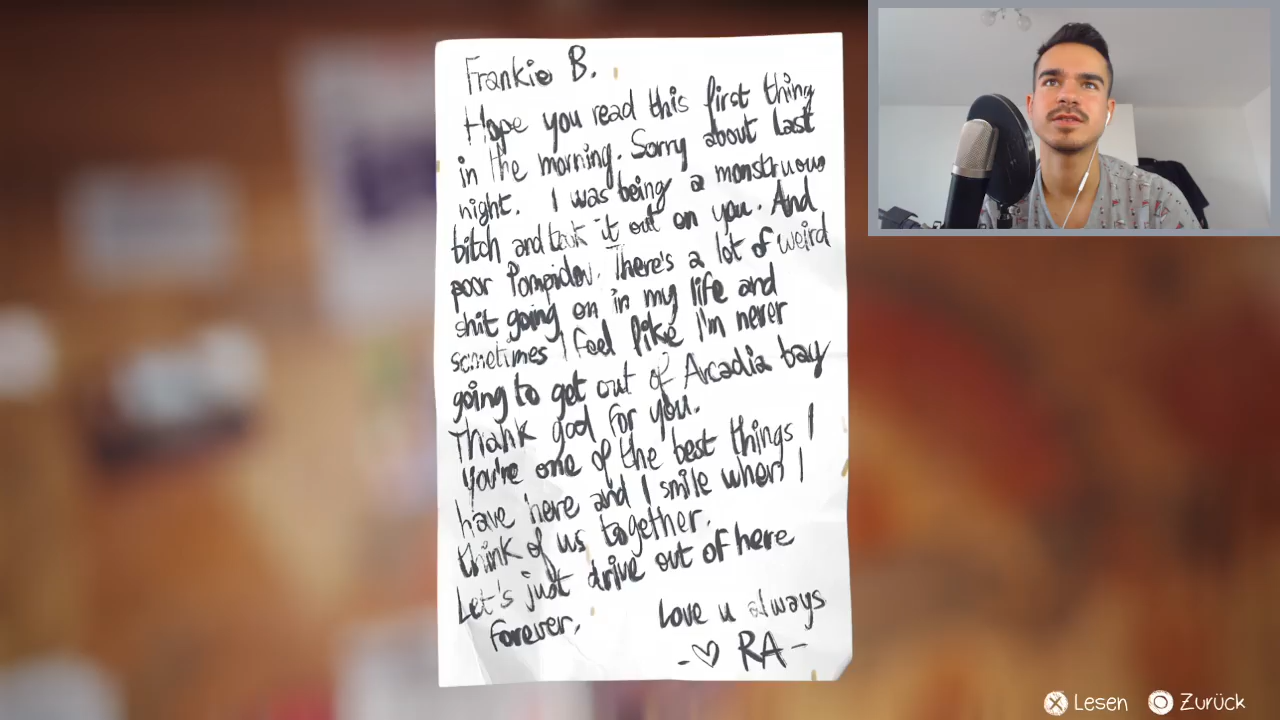 Frankie B.
Hope you read this first thing
in the morning. Sorry about last
night. I was being a monstruous
bitch and took it out on you. And
poor Pompidou. There's a lot of weird
shit going on in my life and
sometimes I feel like I'm never
going to get out of Arcadia bay
Thank god for you.
You're one of the best things I
have here and I smile when I
think of us together.
Let's just drive out of here
forever.
Love u always
-♡ RA-
Lesen
Zurück